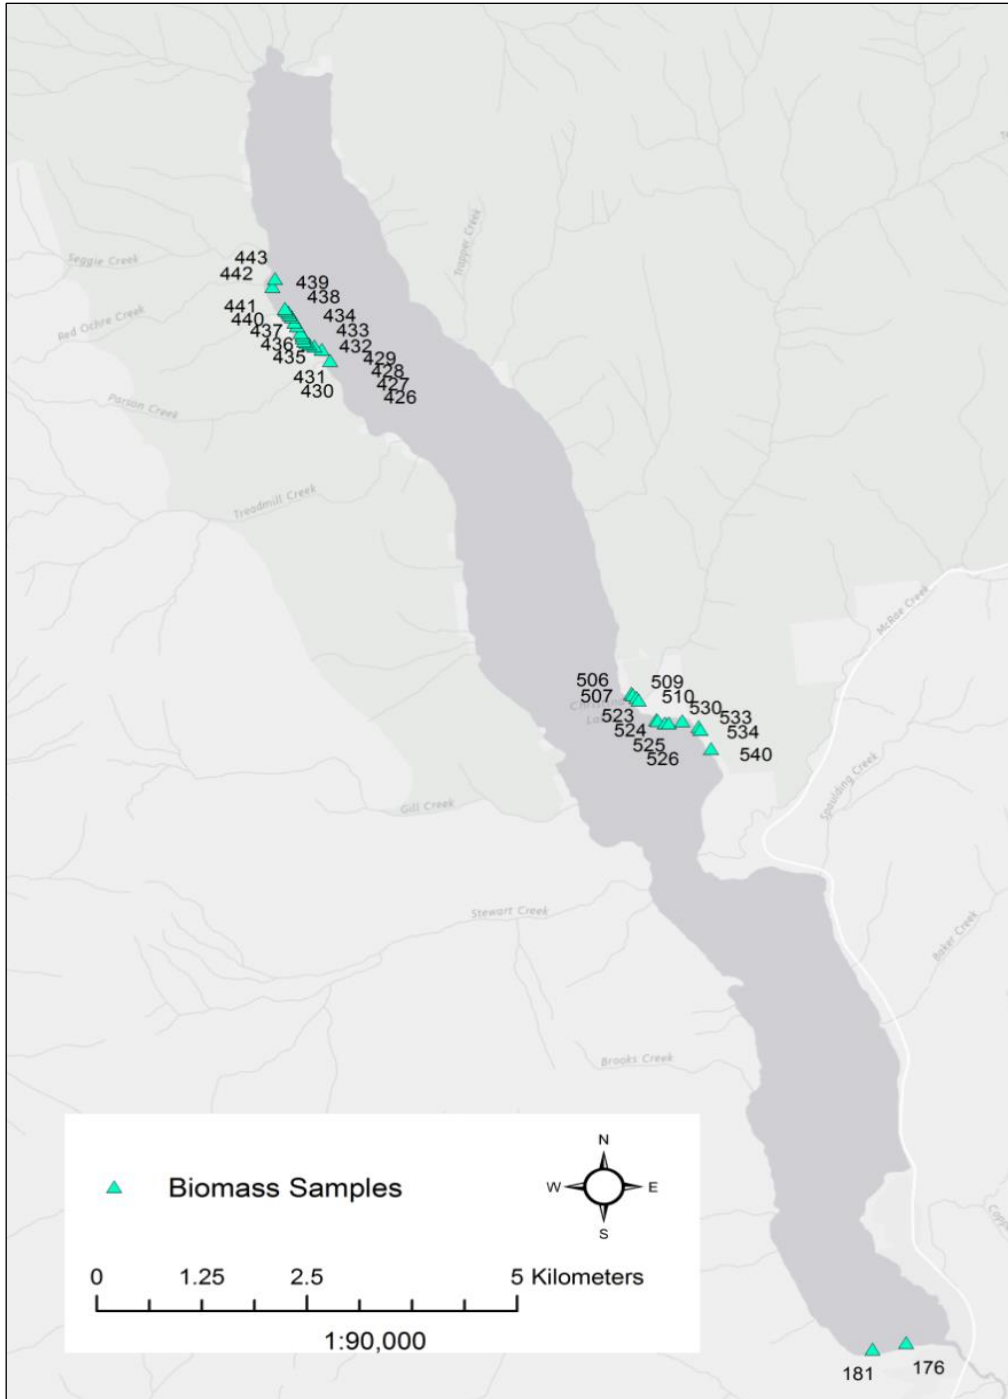 Trapper Creek
443
Seggie Creek
442
439
438
441
Red Ochre Creek
440
434
437
433
436
432
435
429
431
428
430
427
426
Parson Creek
Treadmill Creek
McRae Creek
506
509
507
510
523
530
533
524
534
525
540
526
Spaulding Creek
Gill Creek
Stewart Creek
Baker Creek
Brooks Creek
N
W E
S
Biomass Samples
0 1.25 2.5 5 Kilometers
1:90,000
181
176